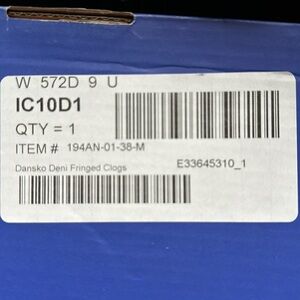 W 572D 9 U
IC10D1
QTY = 1
ITEM # 194AN-01-38-M
Dansko Deni Fringed Clogs E33645310_1